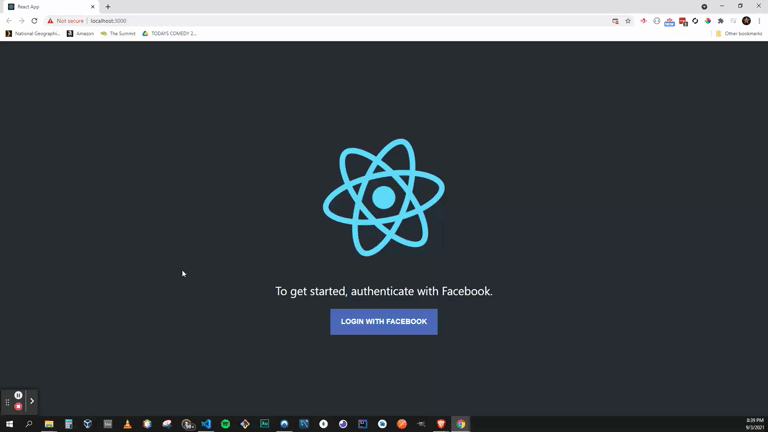 React App
Not secure | localhost:3000
National Geographi... Amazon The Summit TODAYS COMEDY 2... Other bookmarks
To get started, authenticate with Facebook.
LOGIN WITH FACEBOOK
8:39 PM
9/3/2021